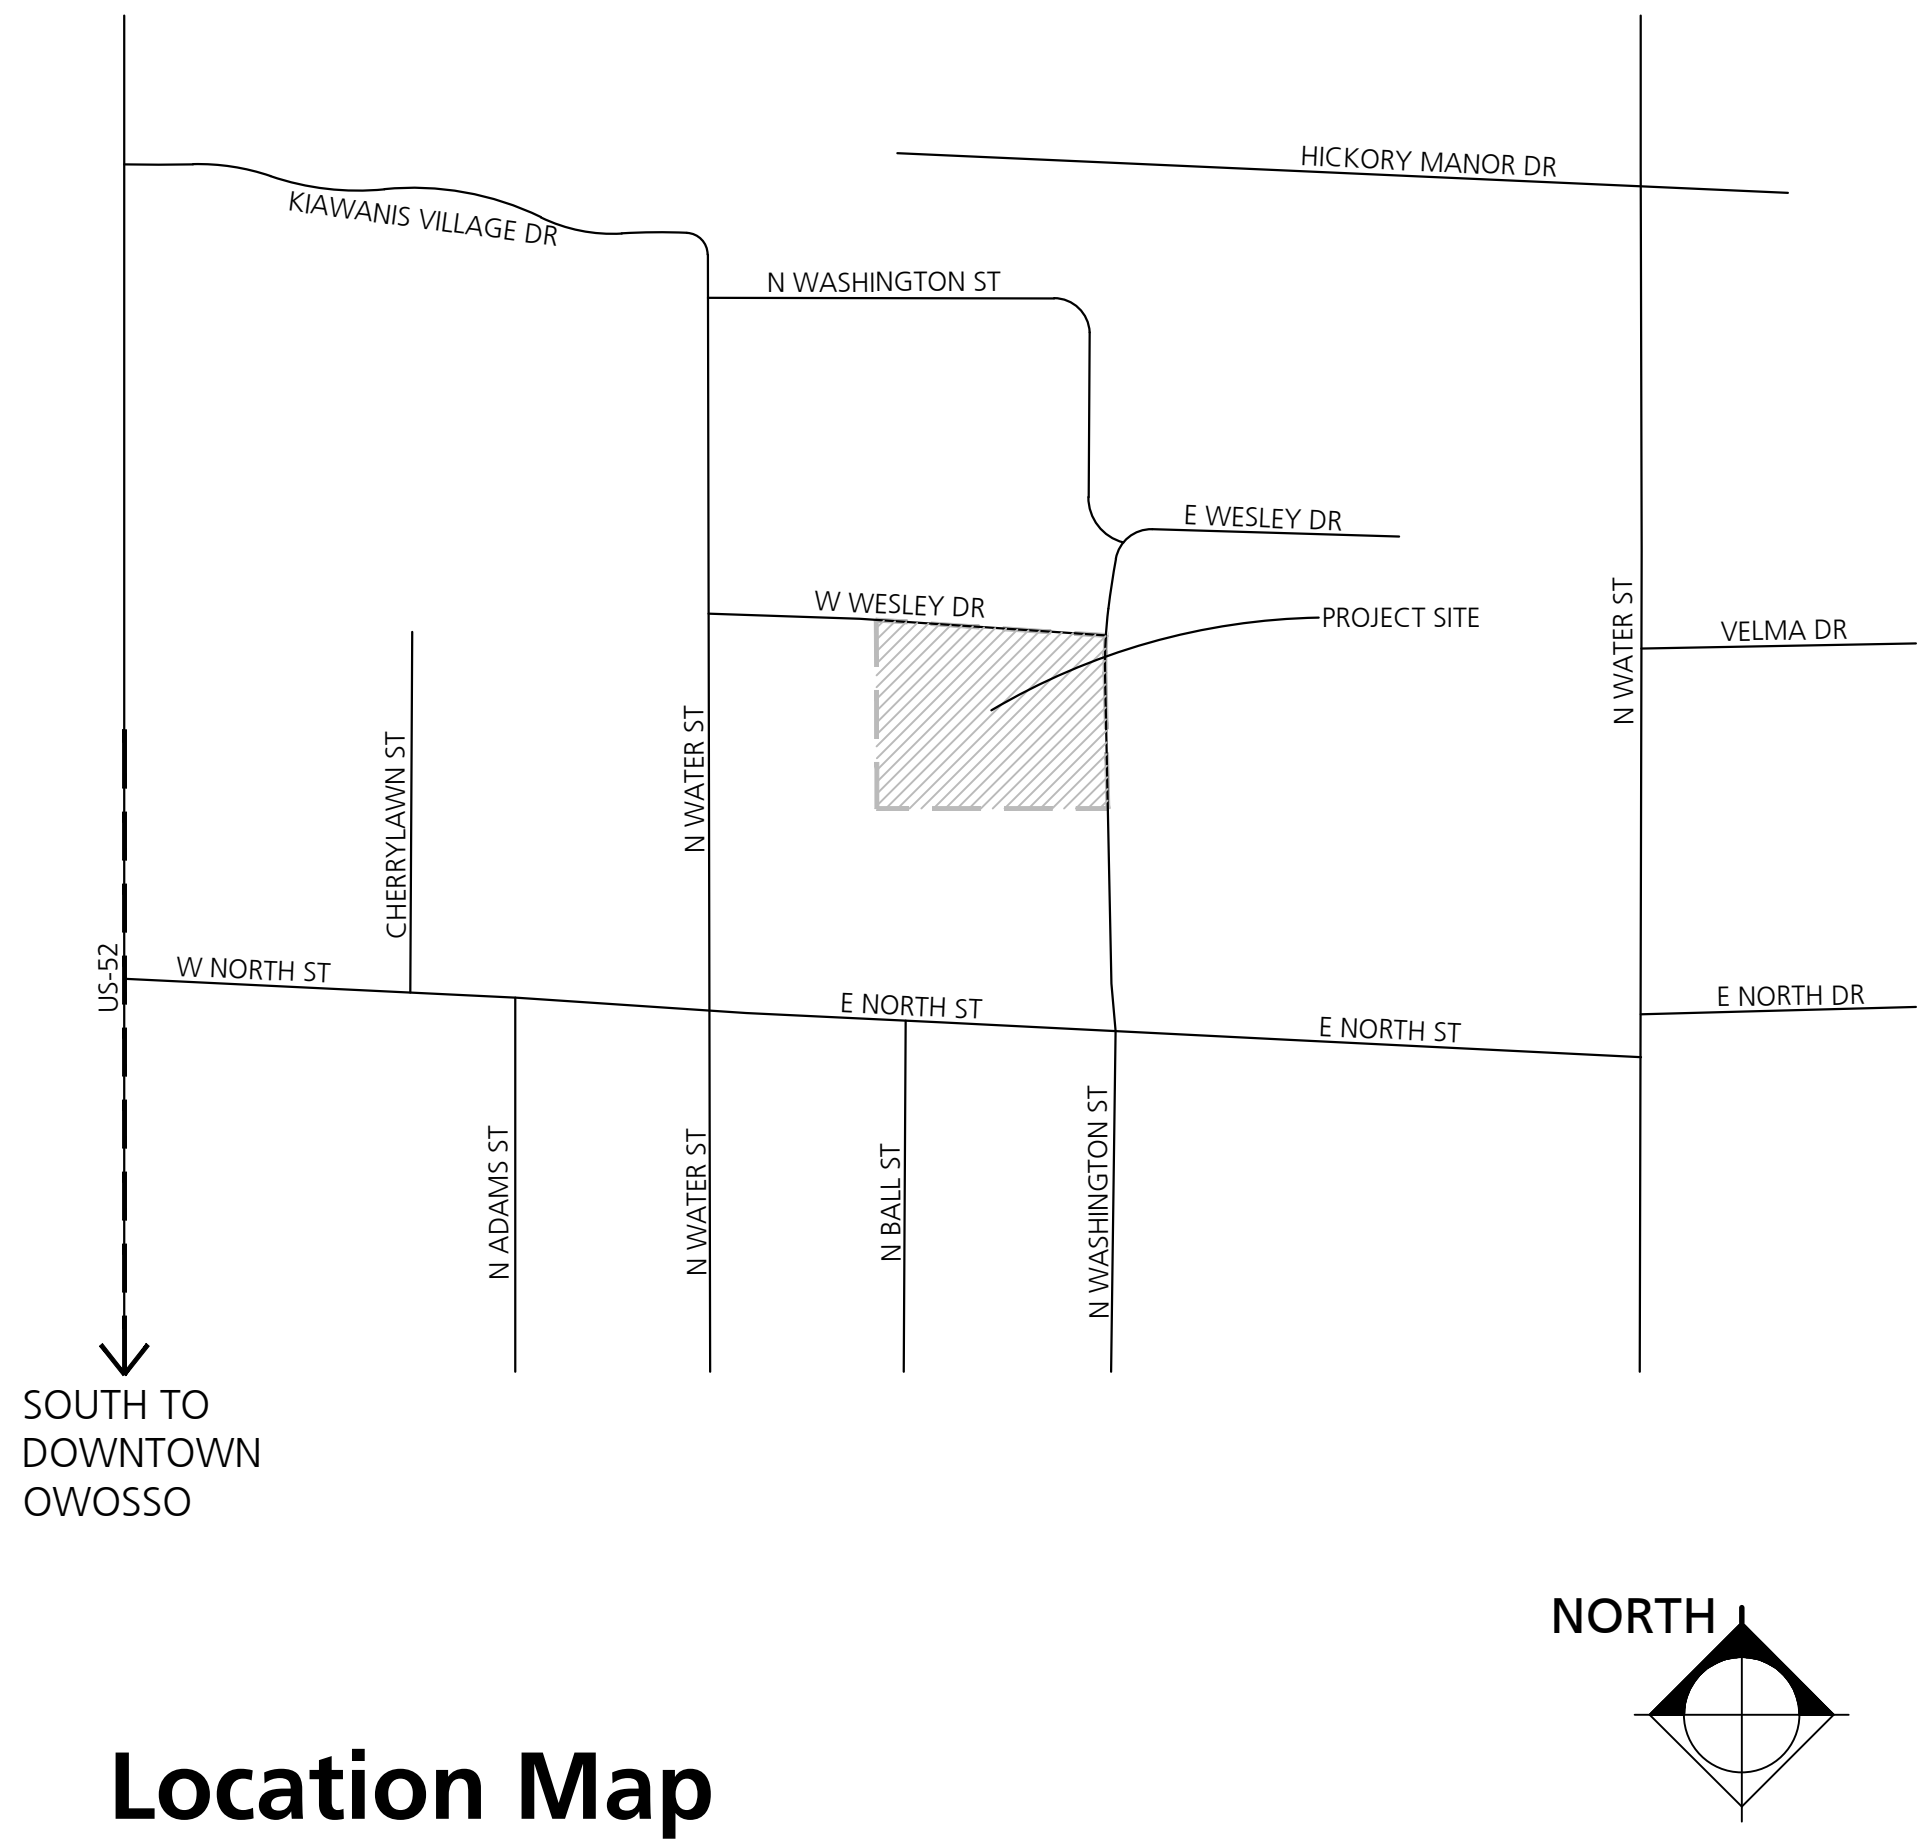 HICKORY MANOR DR
KIAWANIS VILLAGE DR
N WASHINGTON ST
E WESLEY DR
W WESLEY DR
PROJECT SITE
N WATER ST
VELMA DR
CHERRYLAWN ST
N WATER ST
US-52
W NORTH ST
E NORTH ST
E NORTH ST
E NORTH DR
N ADAMS ST
N WATER ST
N BALL ST
N WASHINGTON ST
SOUTH TO
DOWNTOWN
OWOSSO
NORTH
Location Map